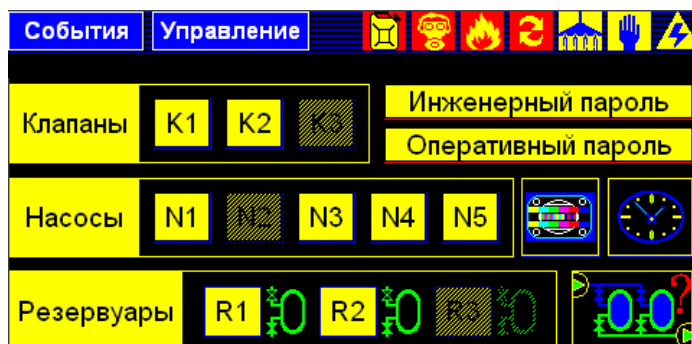 События Управление
Клапаны K1 K2 K3 Инженерный пароль
Оперативный пароль
Насосы N1 N2 N3 N4 N5
Резервуары R1 R2 R3 ?